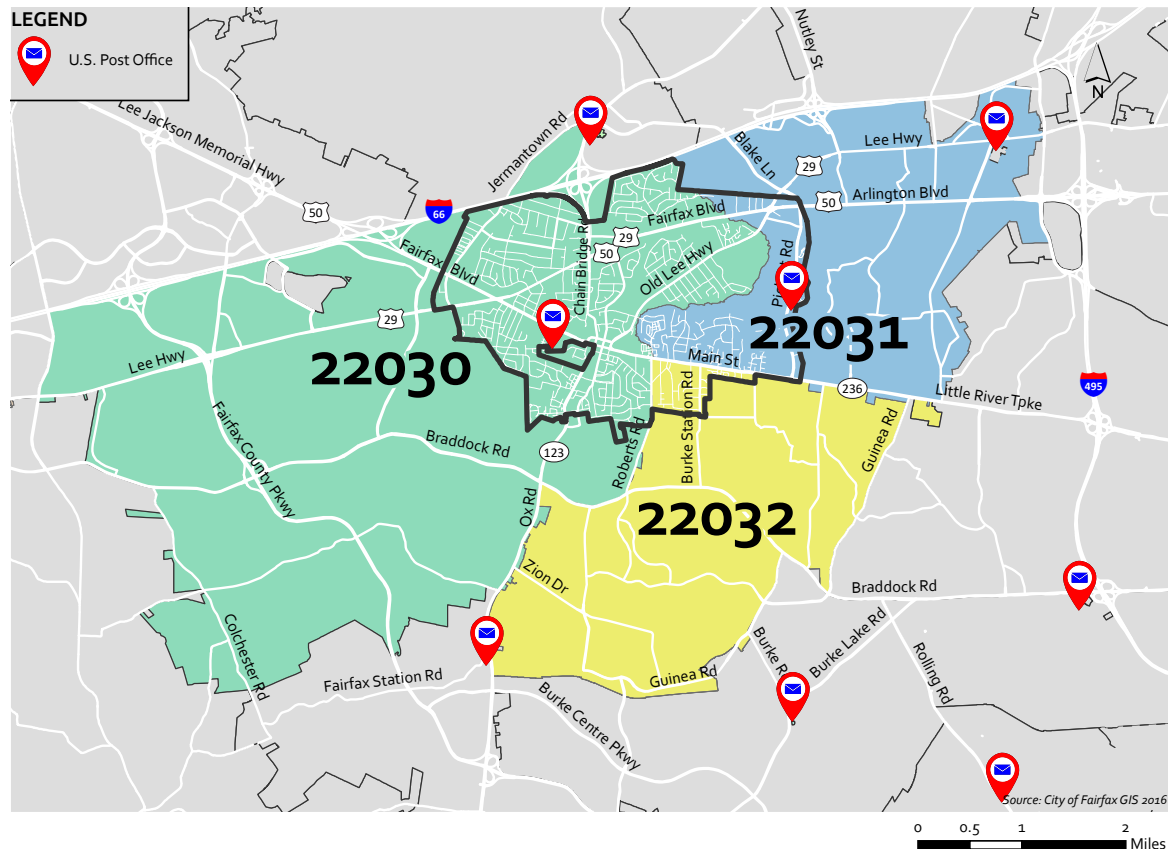 LEGEND
U.S. Post Office
Nutley St
N
Lee Jackson Memorial Hwy
Jermantown Rd
Blake Ln
Lee Hwy
29
50
Arlington Blvd
50
66
Fairfax Blvd
Chain Bridge Rd
Fairfax Blvd
29
50
Old Lee Hwy
29
Lee Hwy
22030
22031
Main St
236
Little River Tpke
495
Fairfax County Pkwy
Braddock Rd
123
Roberts Rd
Burke Station Rd
Guinea Rd
Ox Rd
22032
Zion Dr
Braddock Rd
Colchester Rd
Fairfax Station Rd
Guinea Rd
Burke Lake Rd
Rolling Rd
Burke Centre Pkwy
Source: City of Fairfax GIS 2016
0 0.5 1 2
Miles